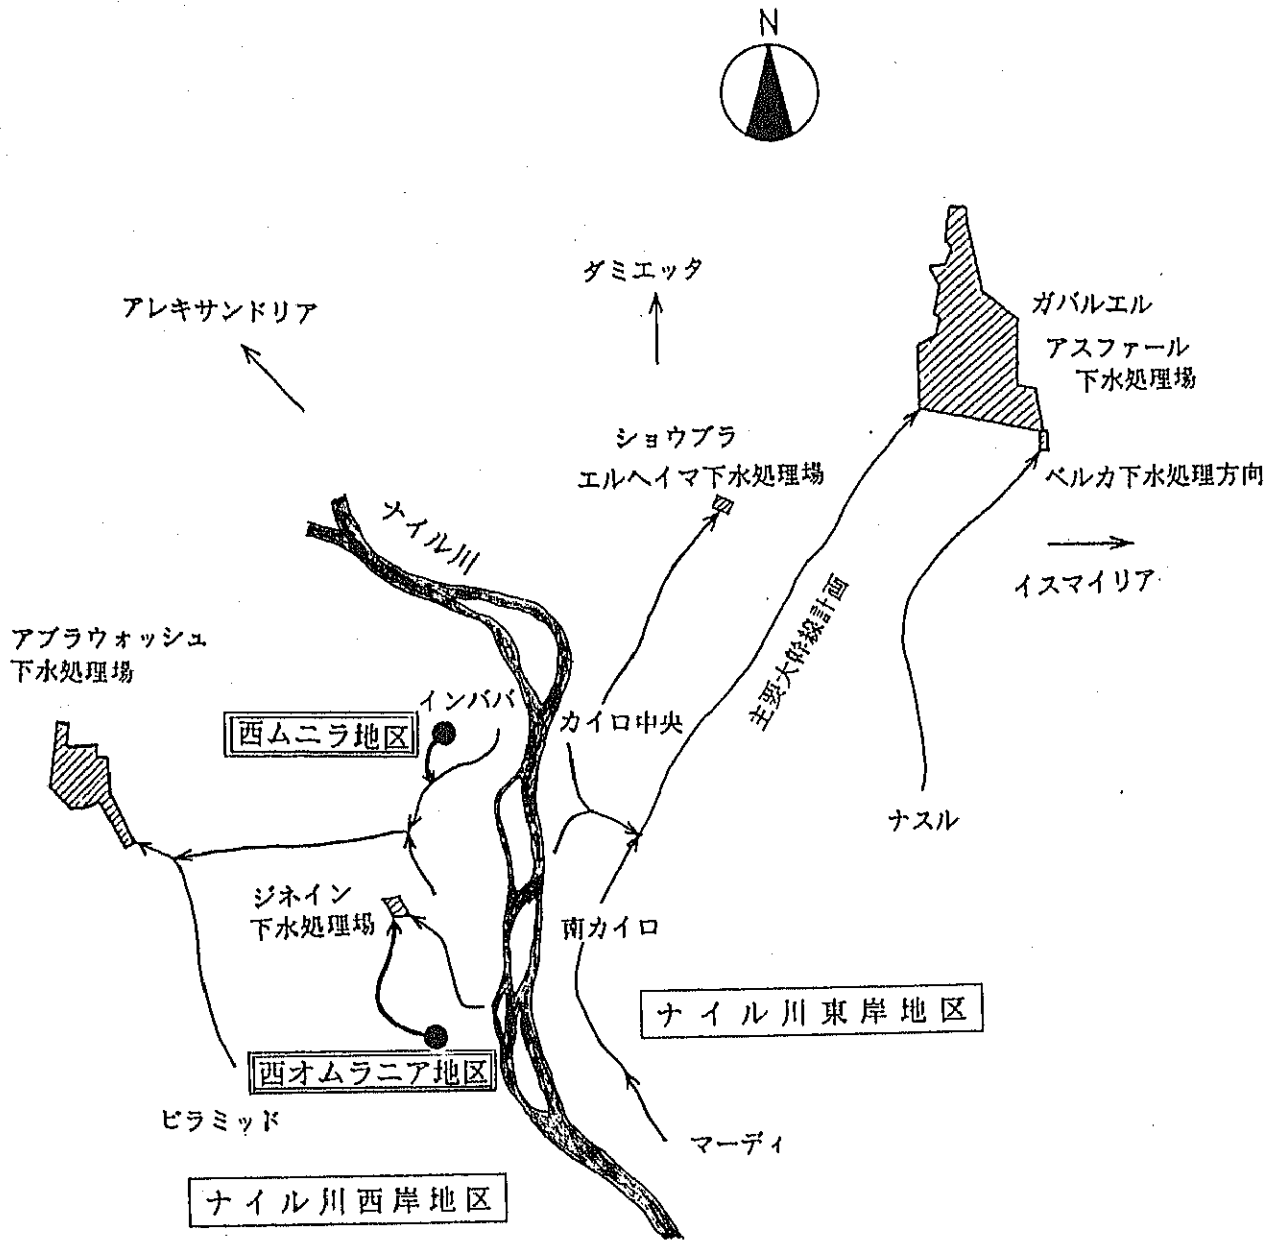 N
ダミエッタ
アレキサンドリア
ガバルエル
アスファール
下水処理場
ショウブラ
エルヘイマ下水処理場
ベルカ下水処理方向
イスマイリア
ナイル川
主要大幹線計画
アブラウォッシュ
下水処理場
インババ
西ムニラ地区
カイロ中央
ナスル
ジネイン
下水処理場
南カイロ
ナイル川東岸地区
西オムラニア地区
ピラミッド
マーディ
ナイル川西岸地区